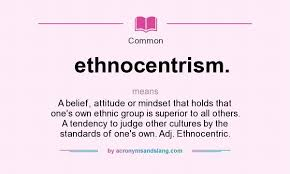 Common
ethnocentrism.
means
A belief, attitude or mindset that holds that
one's own ethnic group is superior to all others.
A tendency to judge other cultures by the
standards of one's own. Adj. Ethnocentric.
by acronymsandslang.com